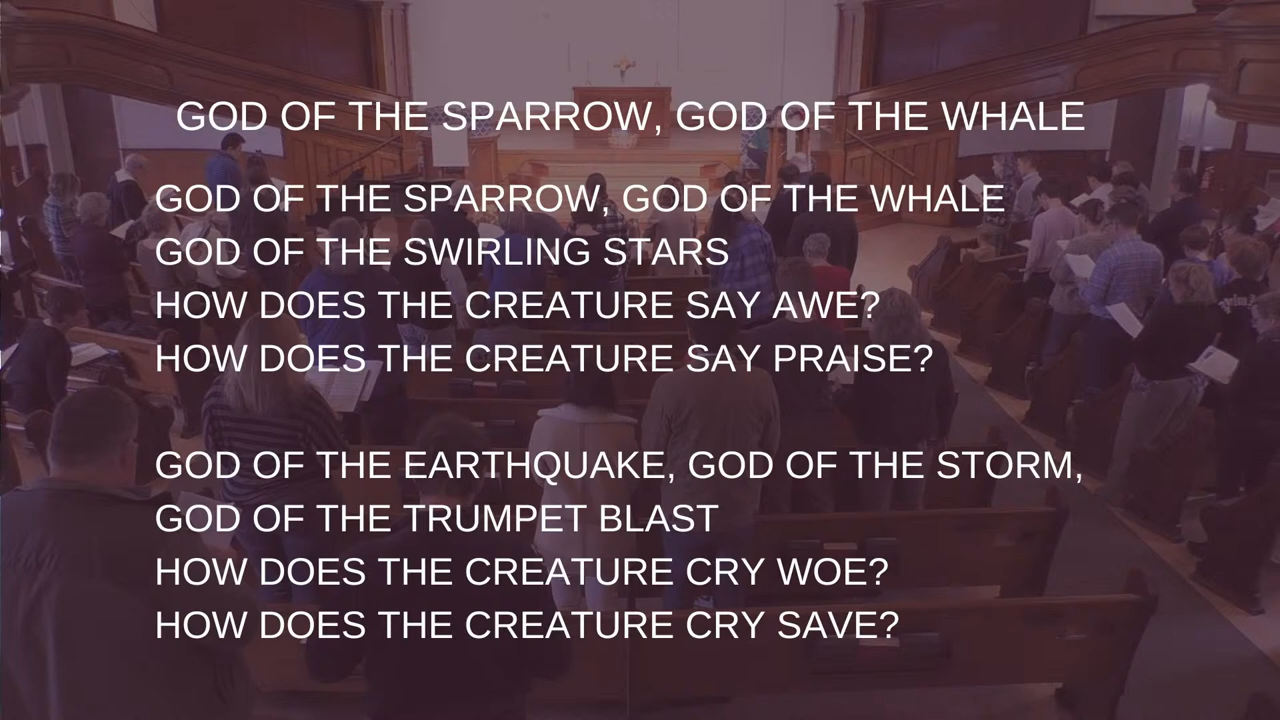 GOD OF THE SPARROW, GOD OF THE WHALE
GOD OF THE SPARROW, GOD OF THE WHALE
GOD OF THE SWIRLING STARS
HOW DOES THE CREATURE SAY AWE?
HOW DOES THE CREATURE SAY PRAISE?
GOD OF THE EARTHQUAKE, GOD OF THE STORM,
GOD OF THE TRUMPET BLAST
HOW DOES THE CREATURE CRY WOE?
HOW DOES THE CREATURE CRY SAVE?